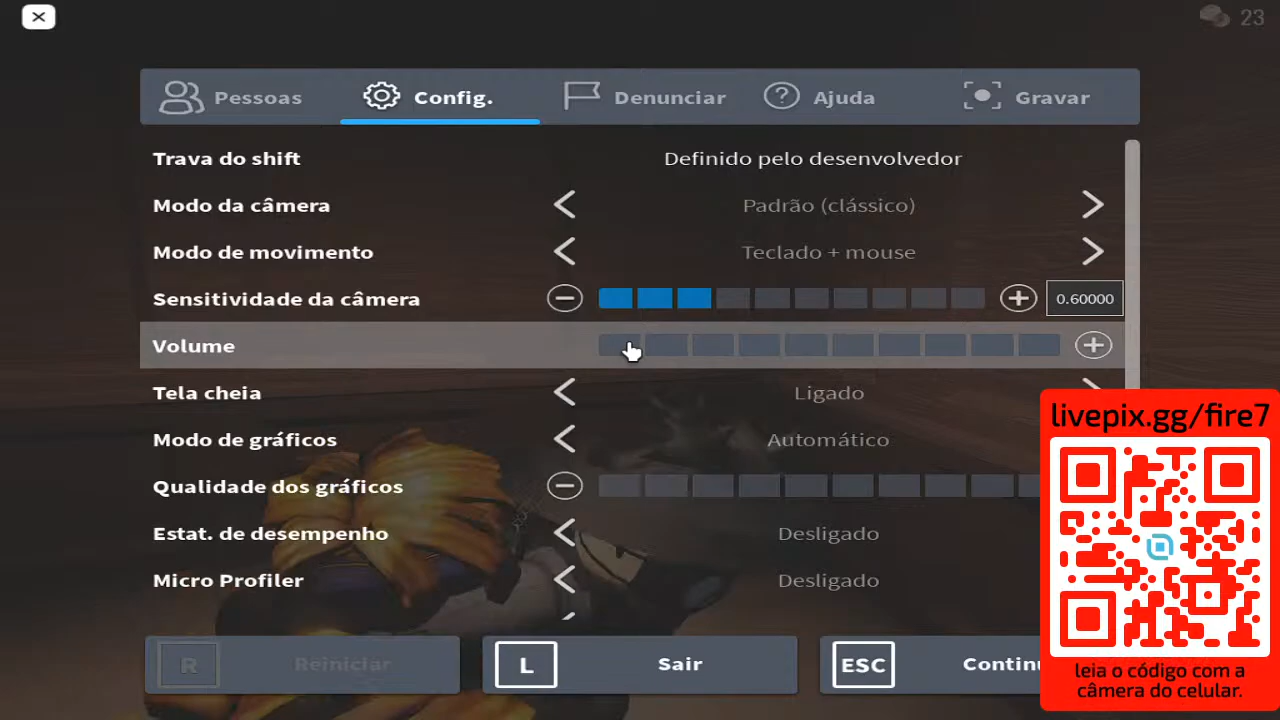 23
Pessoas
Config.
Denunciar
Ajuda
Gravar
Trava do shift
Definido pelo desenvolvedor
Modo da câmera
Padrão (clássico)
Modo de movimento
Teclado + mouse
Sensitividade da câmera
0.60000
Volume
Tela cheia
Ligado
Modo de gráficos
Automático
Qualidade dos gráficos
Estat. de desempenho
Desligado
Micro Profiler
Desligado
R
Reiniciar
L
Sair
ESC
Continu
livepix.gg/fire7
leia o código com a
câmera do celular.